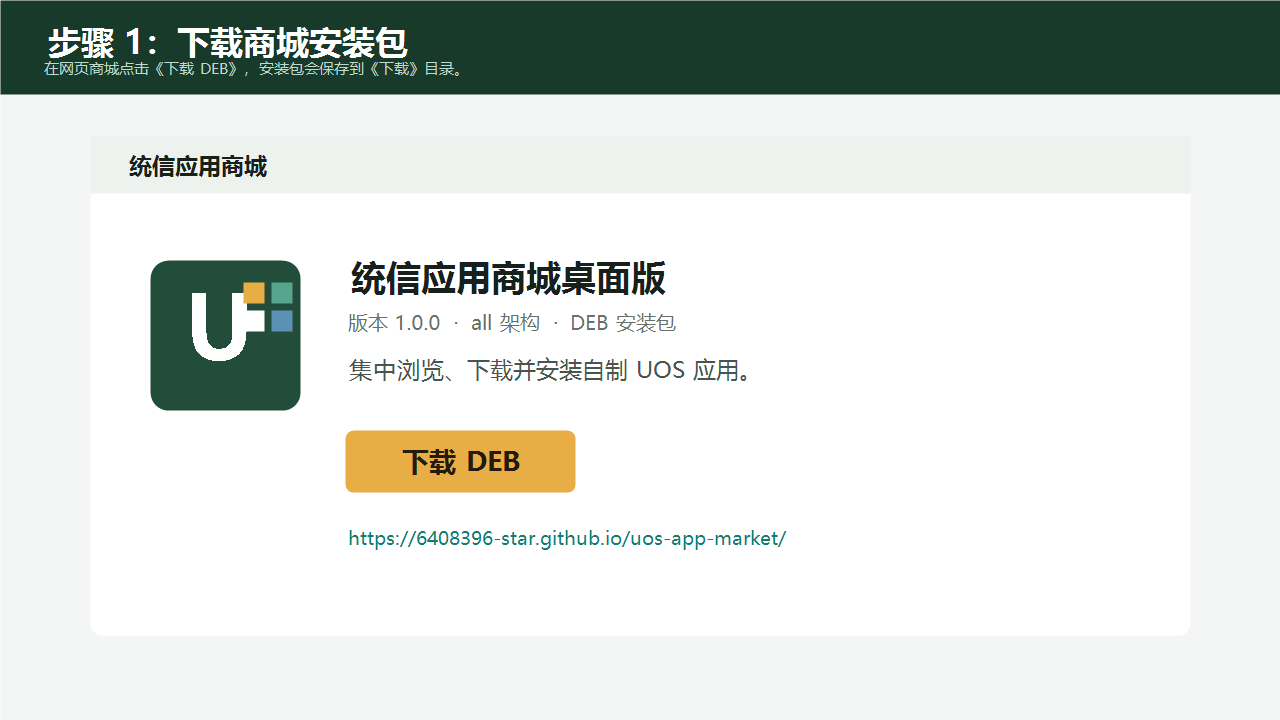 步骤 1：下载商城安装包
在网页商城点击《下载 DEB》，安装包会保存到《下载》目录。
统信应用商城
U
统信应用商城桌面版
版本 1.0.0 · all 架构 · DEB 安装包
集中浏览、下载并安装自制 UOS 应用。
下载 DEB
https://6408396-star.github.io/uos-app-market/